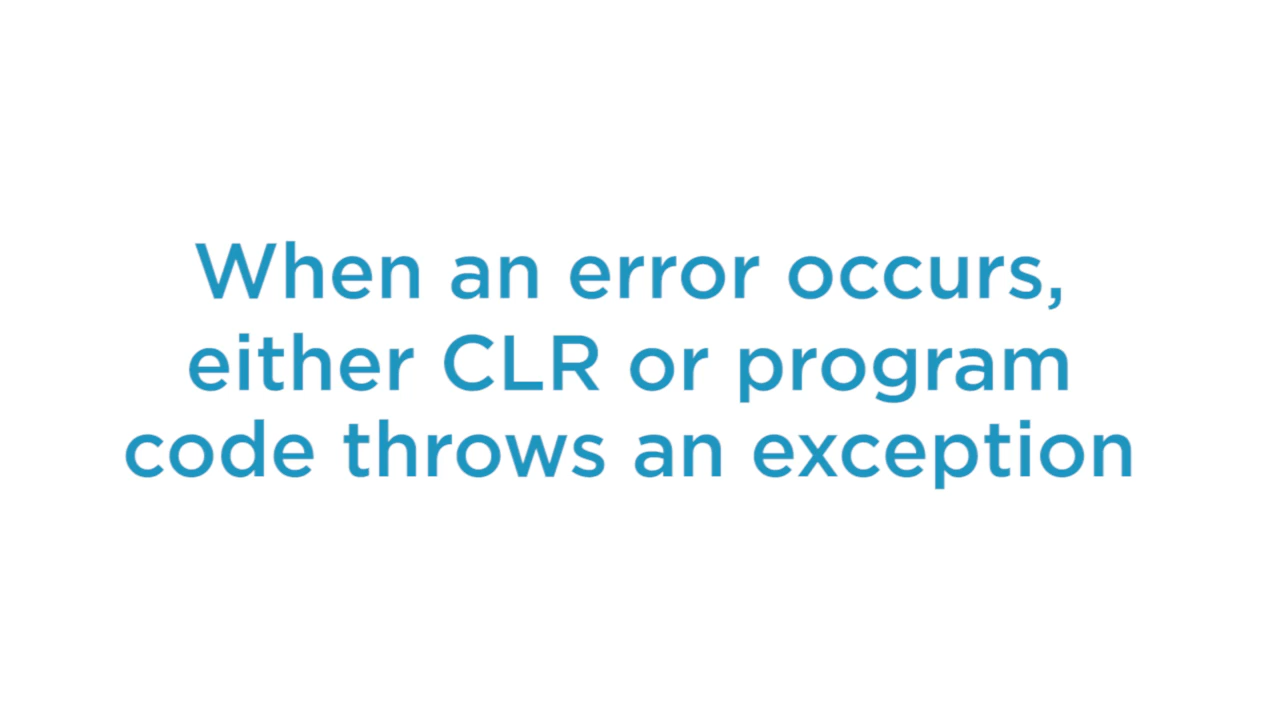 When an error occurs,
either CLR or program
code throws an exception